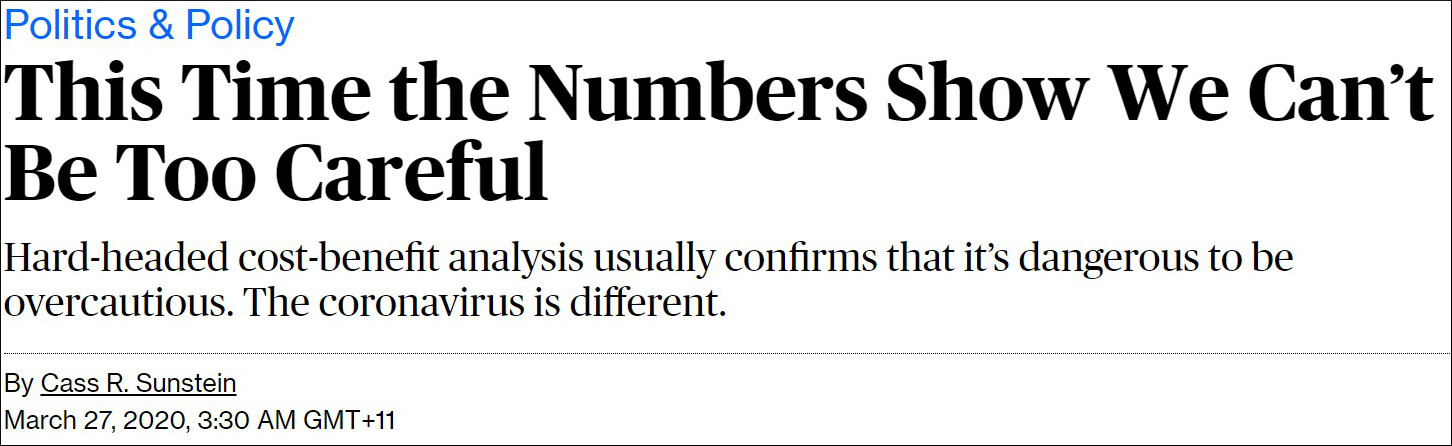 Politics & Policy
This Time the Numbers Show We Can’t
Be Too Careful
Hard-headed cost-benefit analysis usually confirms that it’s dangerous to be
overcautious. The coronavirus is different.
By Cass R. Sunstein
March 27, 2020, 3:30 AM GMT+11